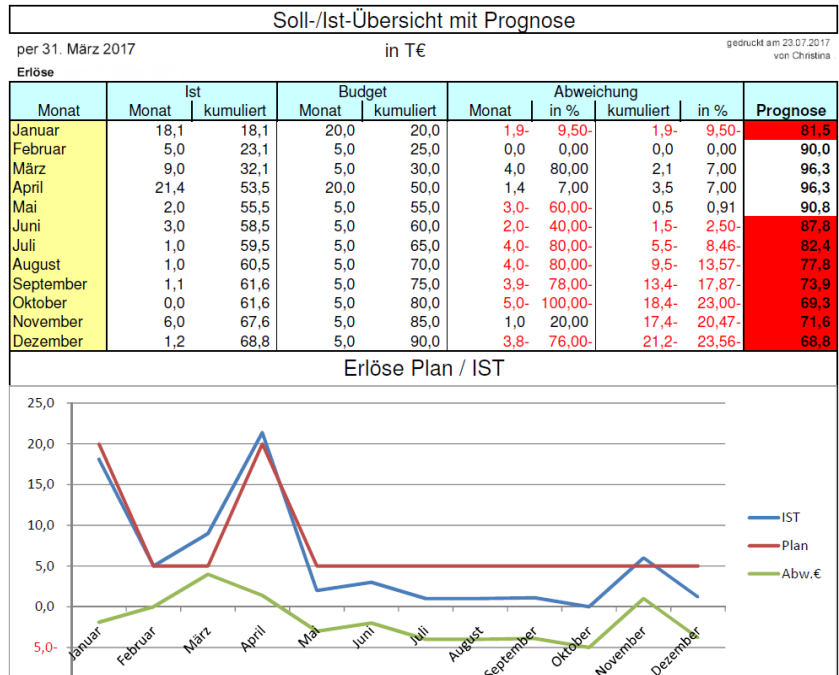 Soll-/Ist-Übersicht mit Prognose
per 31. März 2017 in T€ gedruckt am 23.07.2017
von Christina
Erlöse
Ist Budget Abweichung
Monat Monat kumuliert Monat kumuliert Monat in % kumuliert in % Prognose
Januar 18,1 18,1 20,0 20,0 1,9- 9,50- 1,9- 9,50- 81,5
Februar 5,0 23,1 5,0 25,0 0,0 0,00 0,0 0,00 90,0
März 9,0 32,1 5,0 30,0 4,0 80,00 2,1 7,00 96,3
April 21,4 53,5 20,0 50,0 1,4 7,00 3,5 7,00 96,3
Mai 2,0 55,5 5,0 55,0 3,0- 60,00- 0,5 0,91 90,8
Juni 3,0 58,5 5,0 60,0 2,0- 40,00- 1,5- 2,50- 87,8
Juli 1,0 59,5 5,0 65,0 4,0- 80,00- 5,5- 8,46- 82,4
August 1,0 60,5 5,0 70,0 4,0- 80,00- 9,5- 13,57- 77,8
September 1,1 61,6 5,0 75,0 3,9- 78,00- 13,4- 17,87- 73,9
Oktober 0,0 61,6 5,0 80,0 5,0- 100,00- 18,4- 23,00- 69,3
November 6,0 67,6 5,0 85,0 1,0 20,00 17,4- 20,47- 71,6
Dezember 1,2 68,8 5,0 90,0 3,8- 76,00- 21,2- 23,56- 68,8
Erlöse Plan / IST
25,0
20,0
15,0
10,0
5,0
0,0
5,0-
IST
Plan
Abw.€
Januar Februar März April Mai Juni Juli August September Oktober November Dezember